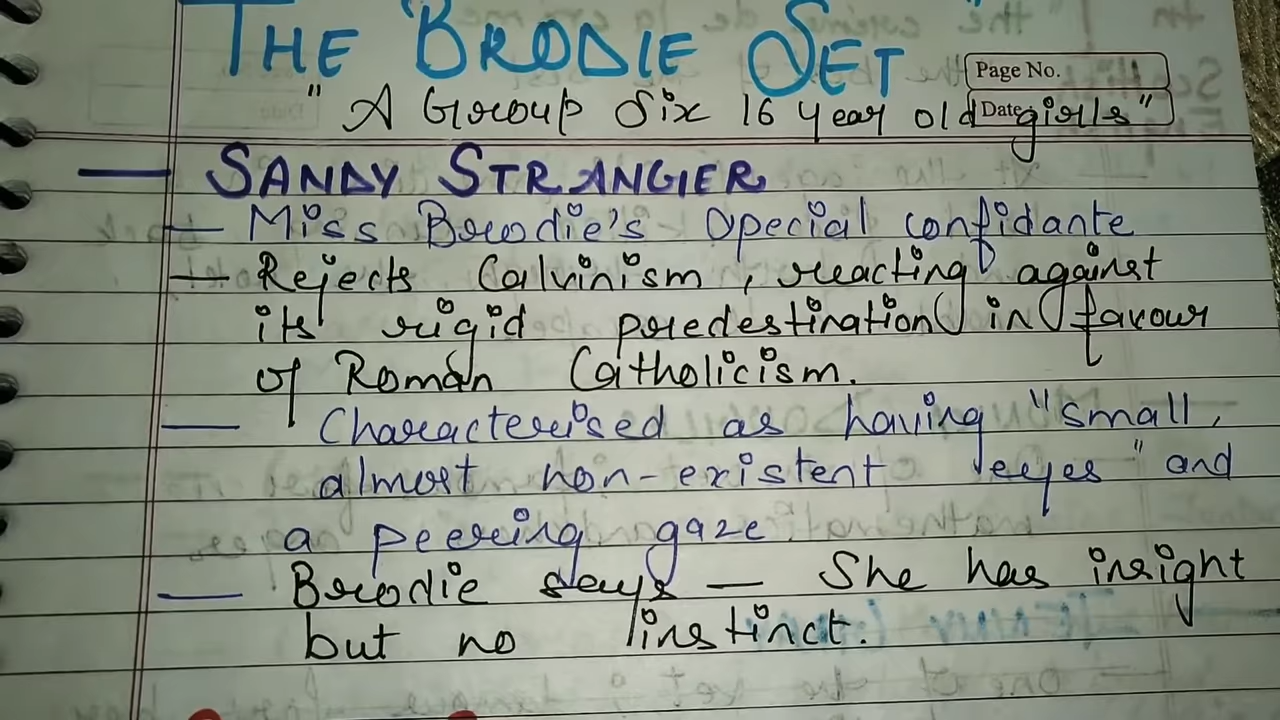 THE "BRODIE SET"
Page No.
"A Group Six 16 year old girls"
Date:
— SANDY STRANGER
— Miss Brodie's special confidante
— Rejects Calvinism, reacting against
its rigid predestination in favour
of Roman Catholicism.
— Characterised as having "small,
almost non-existent eyes" and
a peering gaze
— Brodie says — She has insight
but no instinct.